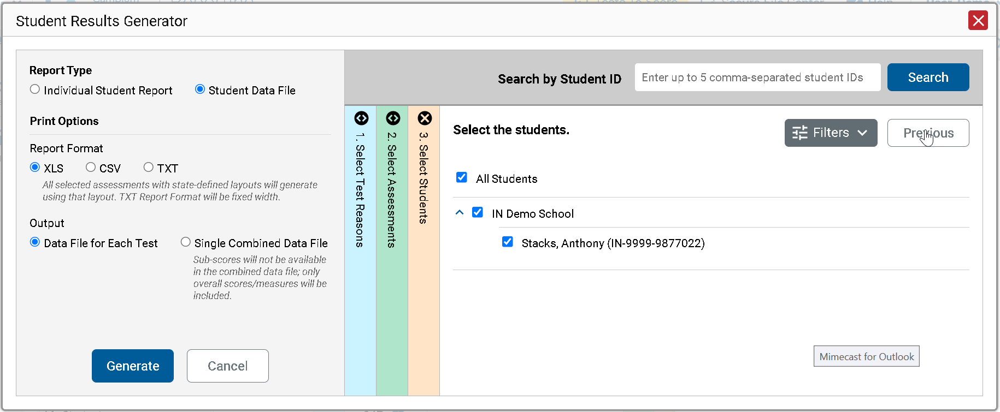 Student Results Generator
Report Type
Individual Student Report
Student Data File
Print Options
Report Format
XLS
CSV
TXT
All selected assessments with state-defined layouts will generate
using that layout. TXT Report Format will be fixed width.
Output
Data File for Each Test
Single Combined Data File
Sub-scores will not be available
in the combined data file; only
overall scores/measures will be
included.
Generate
Cancel
Search by Student ID
Enter up to 5 comma-separated student IDs
Search
1. Select Test Reasons
2. Select Assessments
3. Select Students
Select the students.
Filters
Previous
All Students
IN Demo School
Stacks, Anthony (IN-9999-9877022)
Mimecast for Outlook